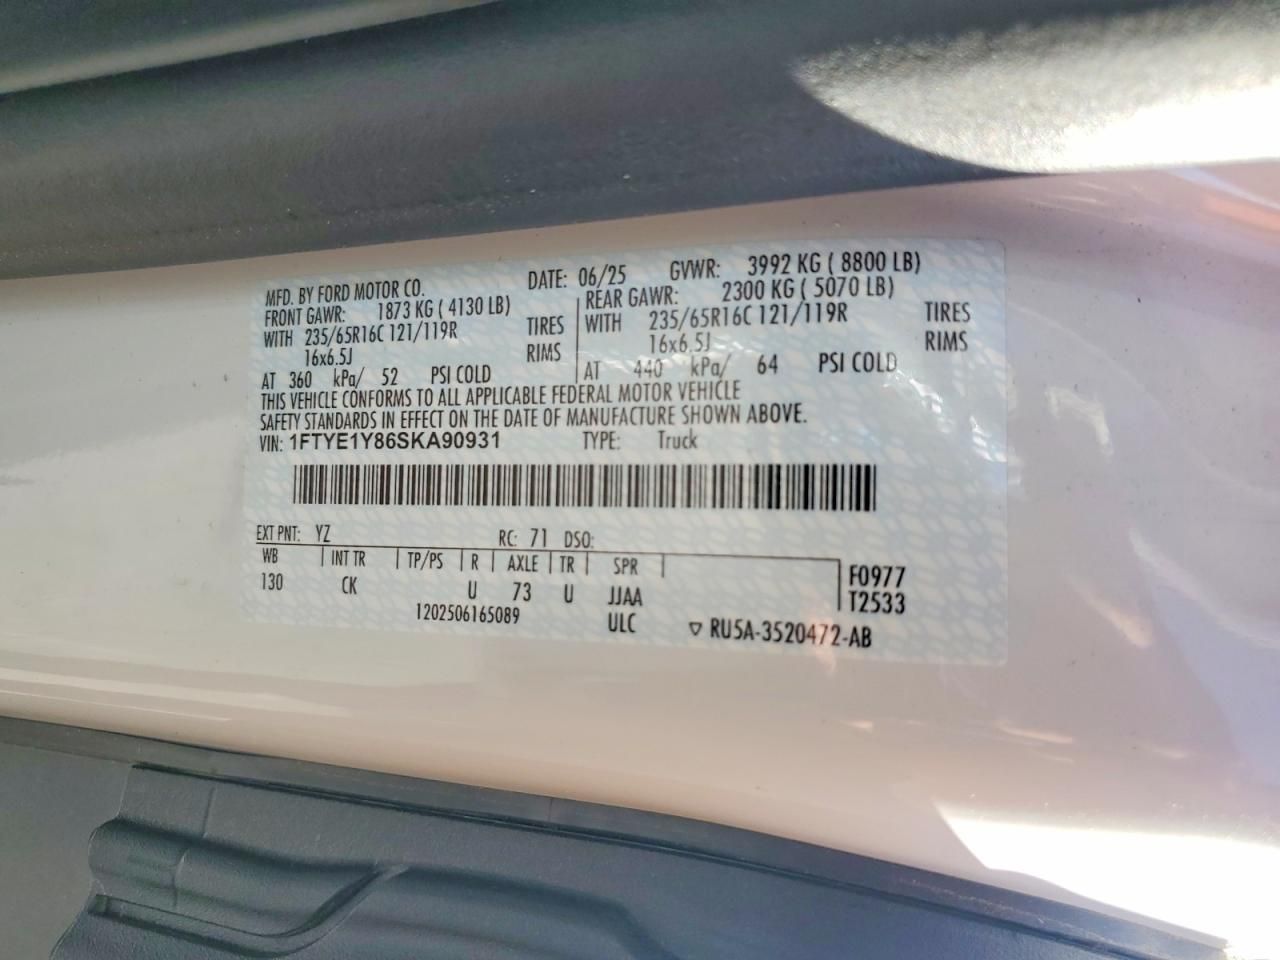 MFD. BY FORD MOTOR CO. DATE: 06/25 GVWR: 3992 KG ( 8800 LB)
FRONT GAWR: 1873 KG ( 4130 LB) REAR GAWR: 2300 KG ( 5070 LB)
WITH 235/65R16C 121/119R TIRES WITH 235/65R16C 121/119R TIRES
16x6.5J RIMS 16x6.5J RIMS
AT 360 kPa/ 52 PSI COLD AT 440 kPa/ 64 PSI COLD
THIS VEHICLE CONFORMS TO ALL APPLICABLE FEDERAL MOTOR VEHICLE
SAFETY STANDARDS IN EFFECT ON THE DATE OF MANUFACTURE SHOWN ABOVE.
VIN: 1FTYE1Y86SKA90931 TYPE: Truck
EXT PNT: YZ RC: 71 DSO:
WB INT TR TP/PS R AXLE TR SPR F0977
130 CK U 73 U JJAA T2533
1202506165089 ULC ▽ RU5A-3520472-AB